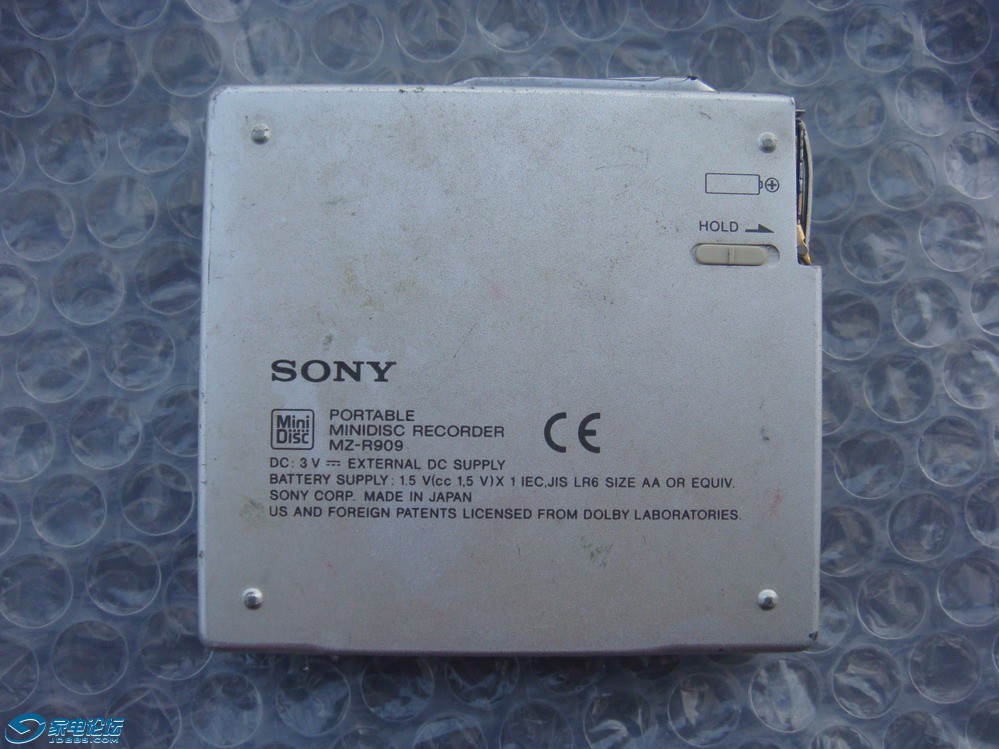 HOLD
SONY
Mini Disc
PORTABLE
MINIDISC RECORDER
MZ-R909
CE
DC: 3 V ⎓ EXTERNAL DC SUPPLY
BATTERY SUPPLY: 1.5 V(cc 1,5 V)X 1 IEC,JIS LR6 SIZE AA OR EQUIV.
SONY CORP. MADE IN JAPAN
US AND FOREIGN PATENTS LICENSED FROM DOLBY LABORATORIES.
家电论坛
JDBBS.COM